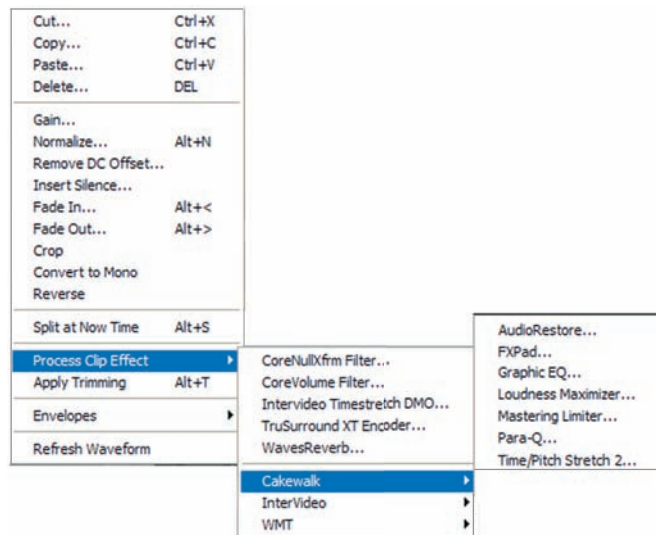 Cut... Ctrl+X
Copy... Ctrl+C
Paste... Ctrl+V
Delete... DEL
Gain...
Normalize... Alt+N
Remove DC Offset...
Insert Silence...
Fade In... Alt+<
Fade Out... Alt+>
Crop
Convert to Mono
Reverse
Split at Now Time Alt+S
Process Clip Effect
Apply Trimming Alt+T
Envelopes
Refresh Waveform
CoreNullXfrm Filter...
CoreVolume Filter...
Intervideo Timestretch DMO...
TruSurround XT Encoder...
WavesReverb...
Cakewalk
InterVideo
WMT
AudioRestore...
FXPad...
Graphic EQ...
Loudness Maximizer...
Mastering Limiter...
Para-Q...
Time/Pitch Stretch 2...